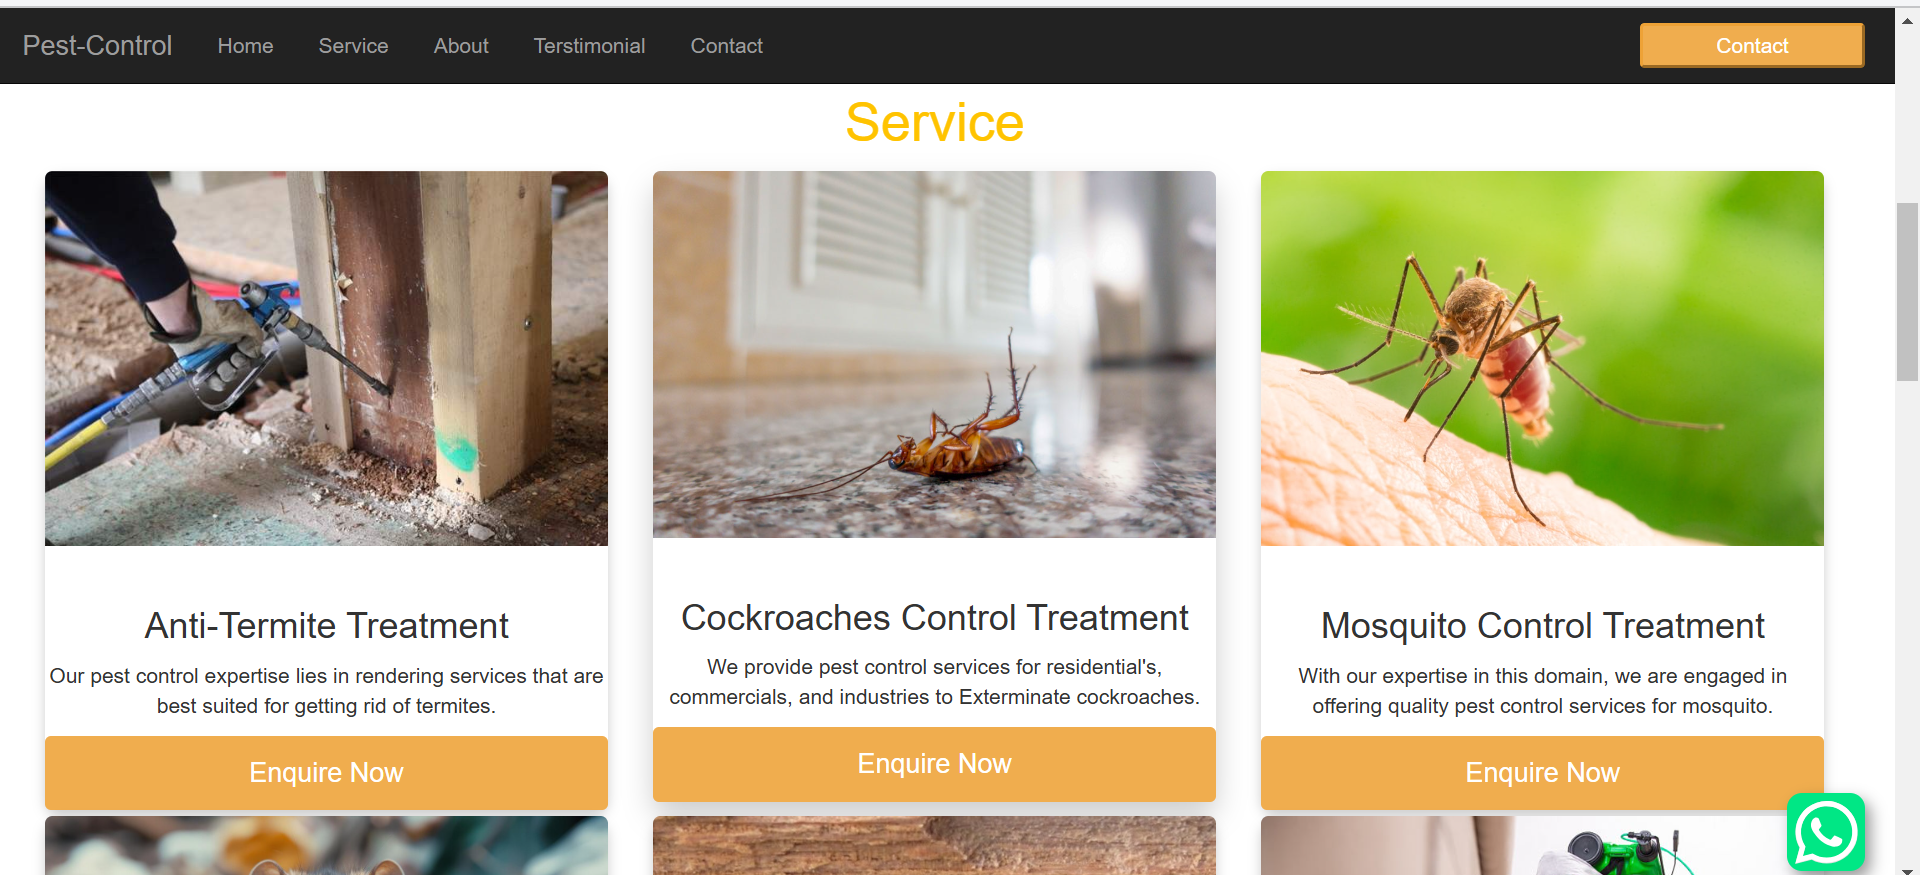 Pest-Control Home Service About Terstimonial Contact Contact
Service
Anti-Termite Treatment
Our pest control expertise lies in rendering services that are
best suited for getting rid of termites.
Enquire Now
Cockroaches Control Treatment
We provide pest control services for residential's,
commercials, and industries to Exterminate cockroaches.
Enquire Now
Mosquito Control Treatment
With our expertise in this domain, we are engaged in
offering quality pest control services for mosquito.
Enquire Now